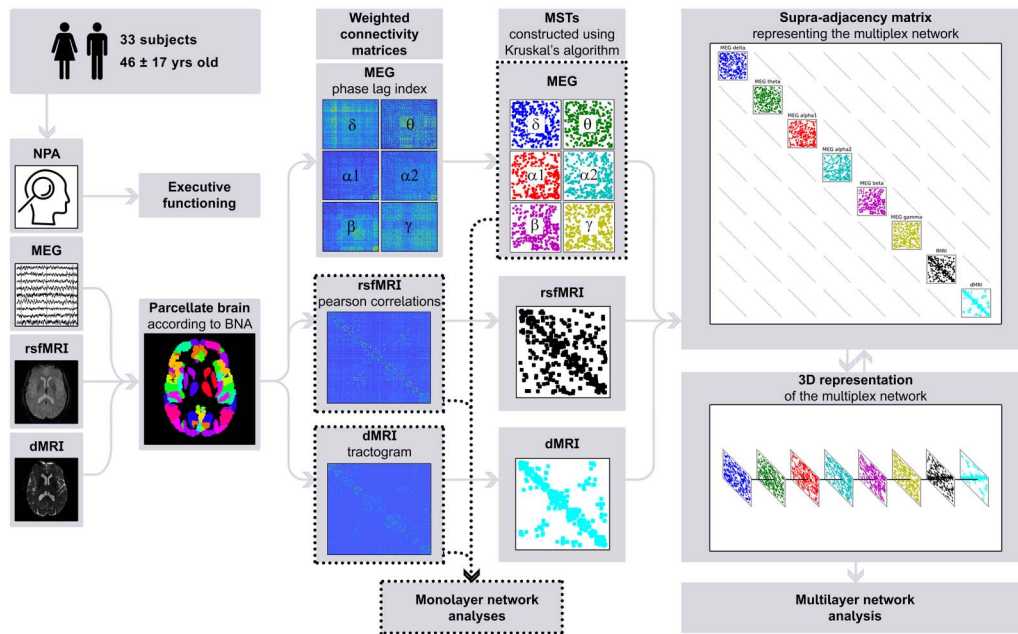 33 subjects
46 ± 17 yrs old
NPA
Executive
functioning
MEG
rsfMRI
dMRI
Parcellate brain
according to BNA
Weighted
connectivity
matrices
MEG
phase lag index
δ
θ
α1
α2
β
γ
rsfMRI
pearson correlations
dMRI
tractogram
MSTs
constructed using
Kruskal's algorithm
MEG
δ
θ
α1
α2
β
γ
rsfMRI
dMRI
Monolayer network
analyses
Supra-adjacency matrix
representing the multiplex network
MEG delta
MEG theta
MEG alpha1
MEG alpha2
MEG beta
MEG gamma
fMRI
dMRI
3D representation
of the multiplex network
Multilayer network
analysis